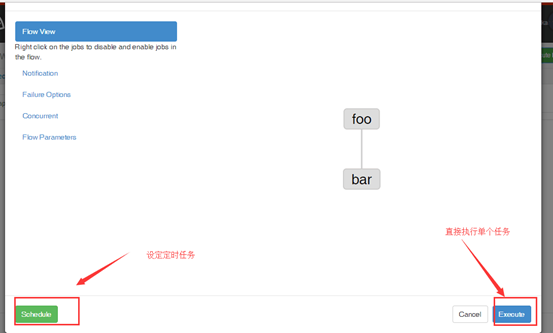 Flow View
Right click on the jobs to disable and enable jobs in
the flow.
Notification
Failure Options
Concurrent
Flow Parameters
foo
bar
直接执行单个任务
设定定时任务
Schedule
Cancel
Execute